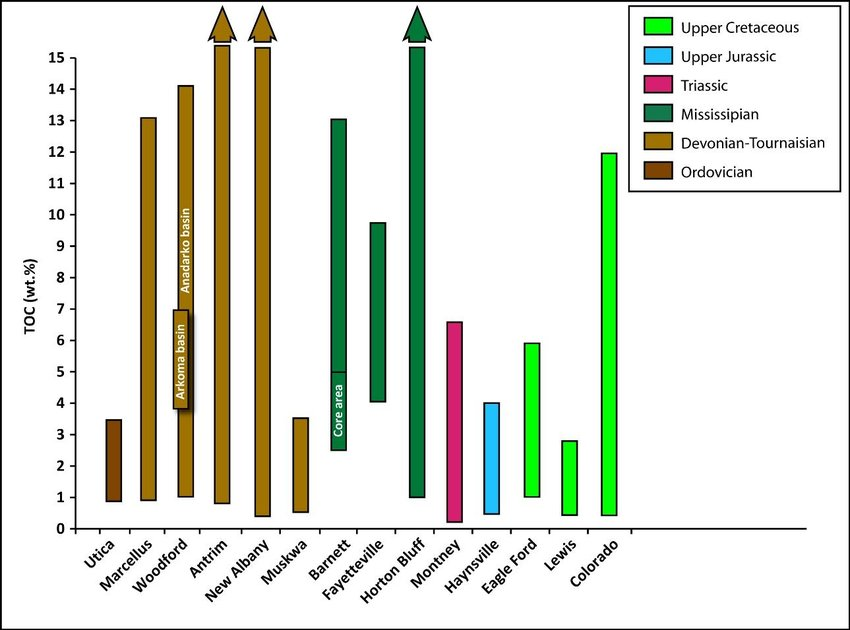 Upper Cretaceous
Upper Jurassic
Triassic
Missisipian
Devonian-Tournaisian
Ordovician
TOC (wt.%)
15
14
13
12
11
10
9
8
7
6
5
4
3
2
1
0
Anadarko basin
Arkoma basin
Core area
Utica
Marcellus
Woodford
Antrim
New Albany
Muskwa
Barnett
Fayetteville
Horton Bluff
Montney
Haynsville
Eagle Ford
Lewis
Colorado